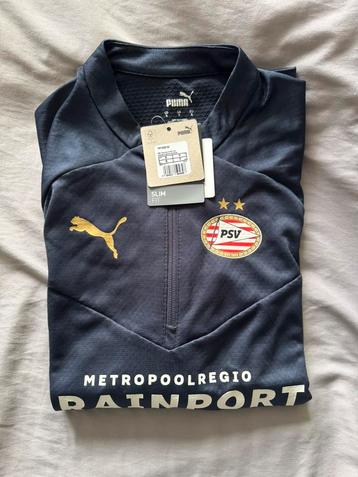 PUMA
PUMA
SLIM
FIT
PSV
METROPOOLREGIO
BRAINPORT